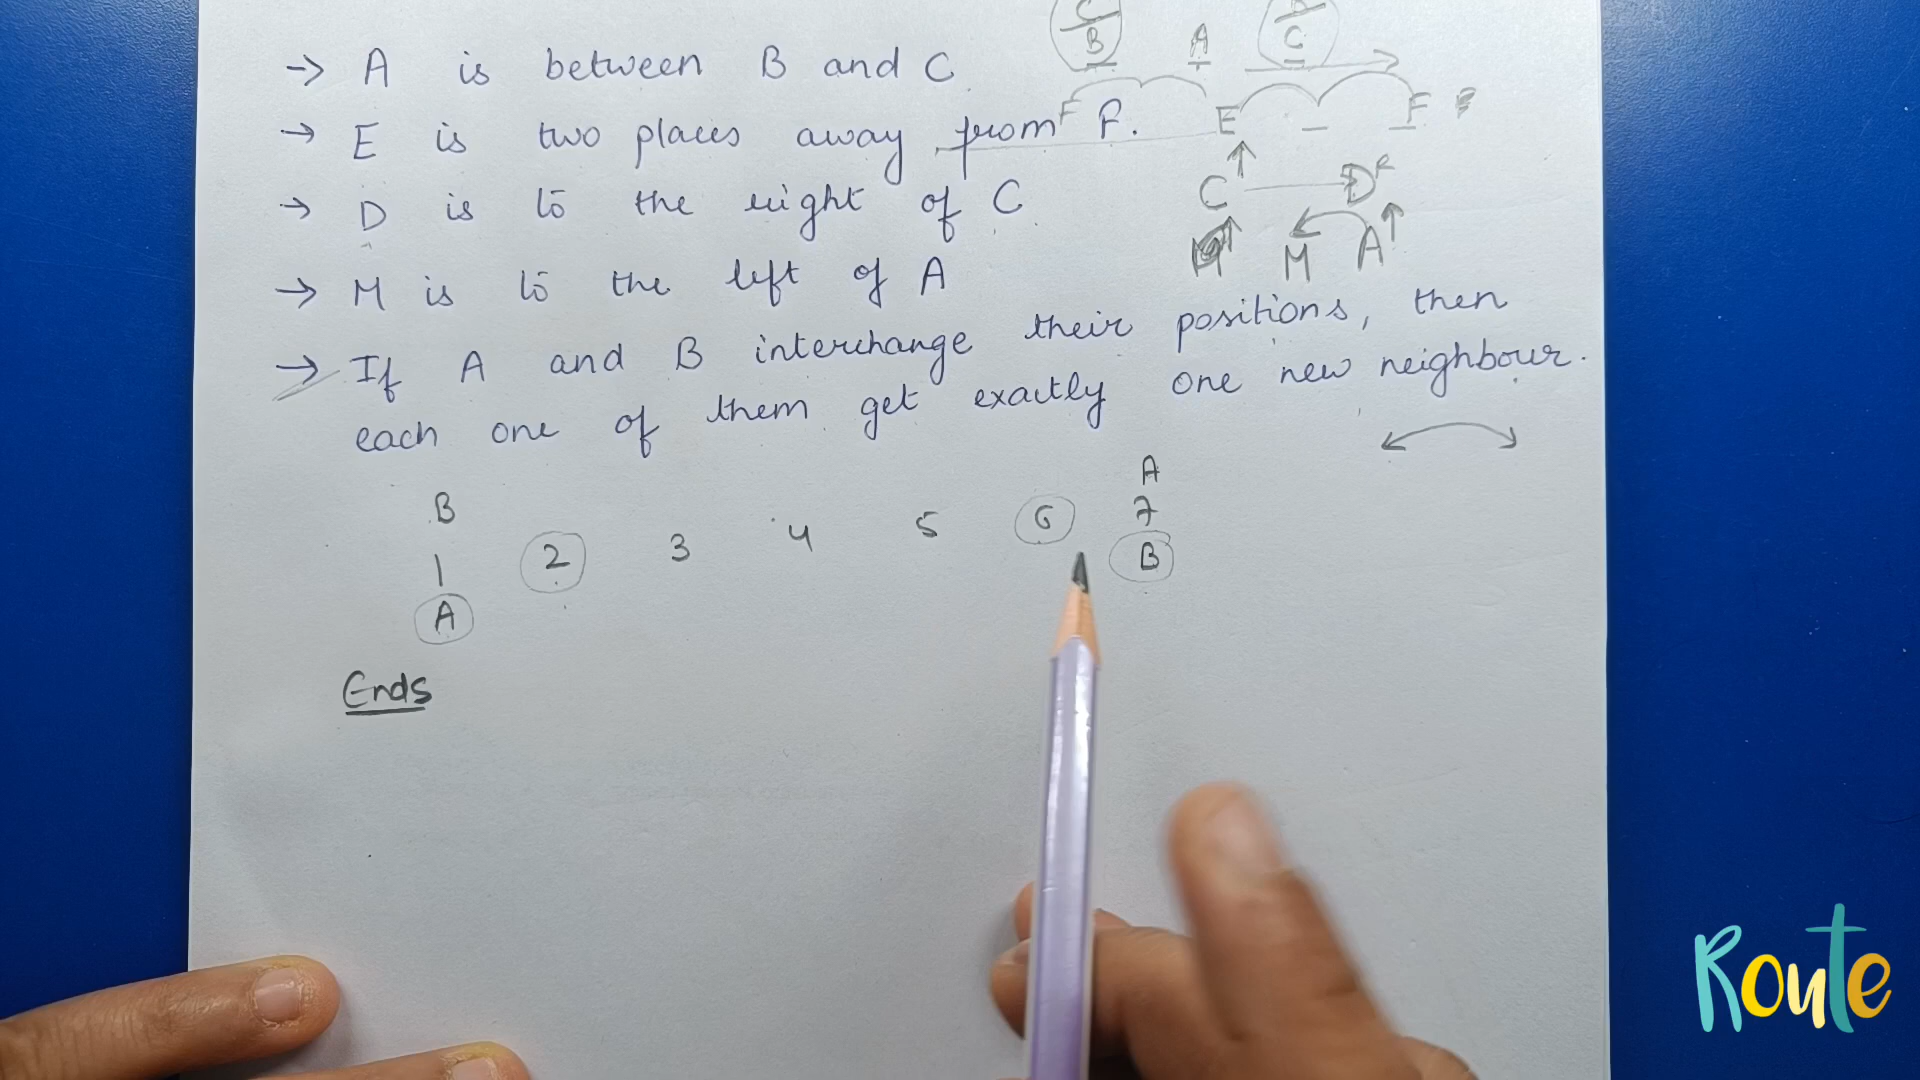 C
B
A
D
C
→ A is between B and C
→ E is two places away from F.
F E _ F
→ D is to the right of C
C → D
→ M is to the left of A
M A
→ If A and B interchange their positions, then
each one of them get exactly one new neighbour.
B A
1 2 3 4 5 6 7
A B
Ends
Route